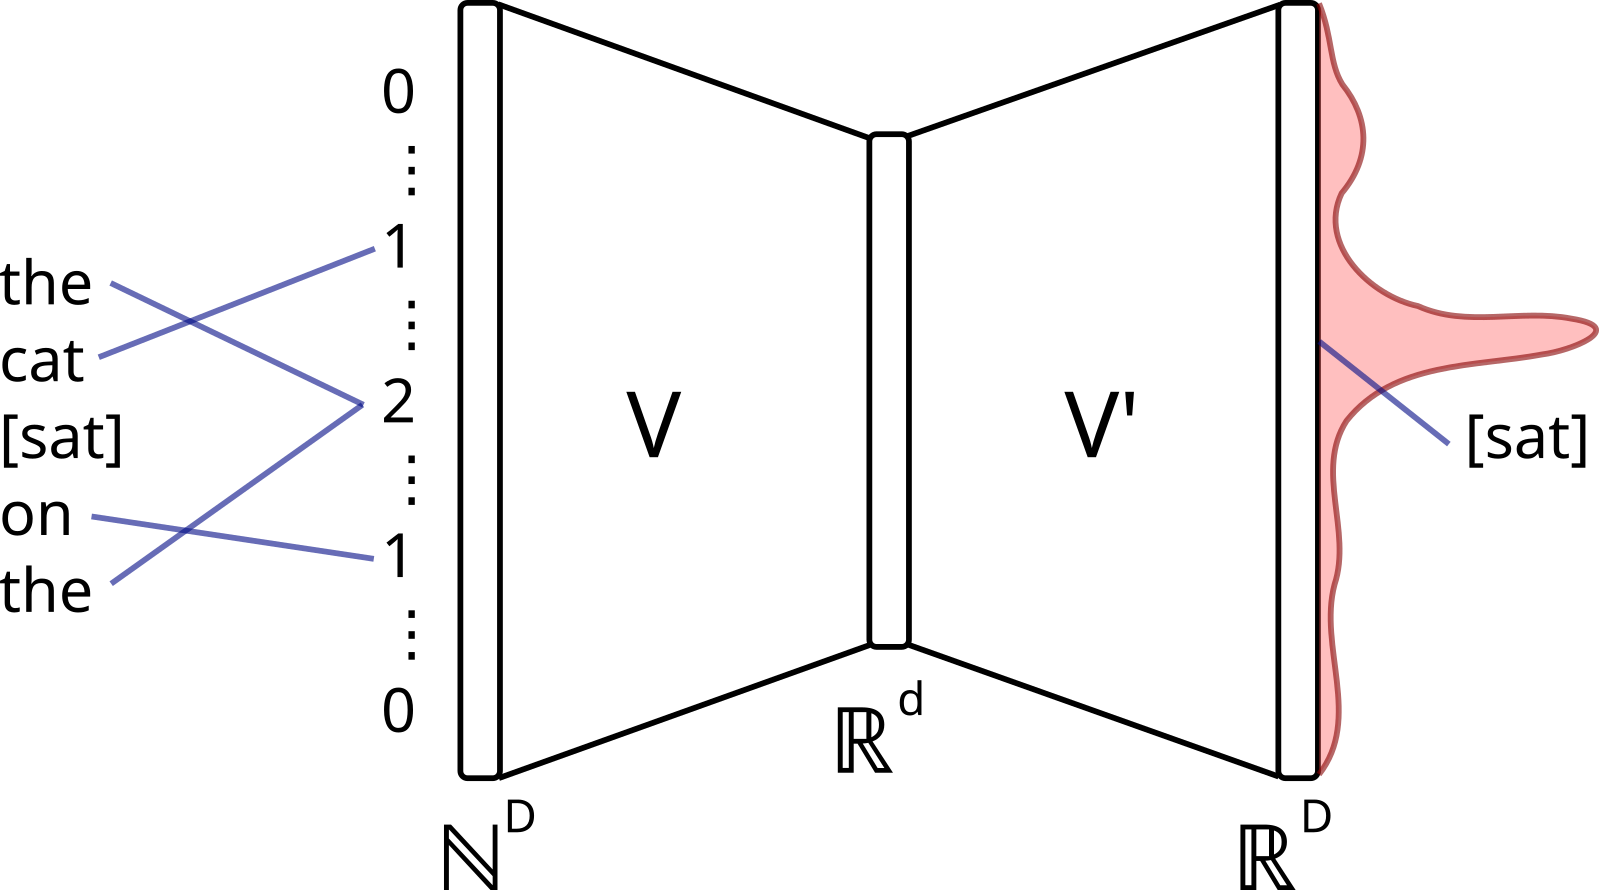 the
cat
[sat]
on
the
0
⋮
1
⋮
2
⋮
1
⋮
0
V
V'
[sat]
ℕ^D
ℝ^d
ℝ^D